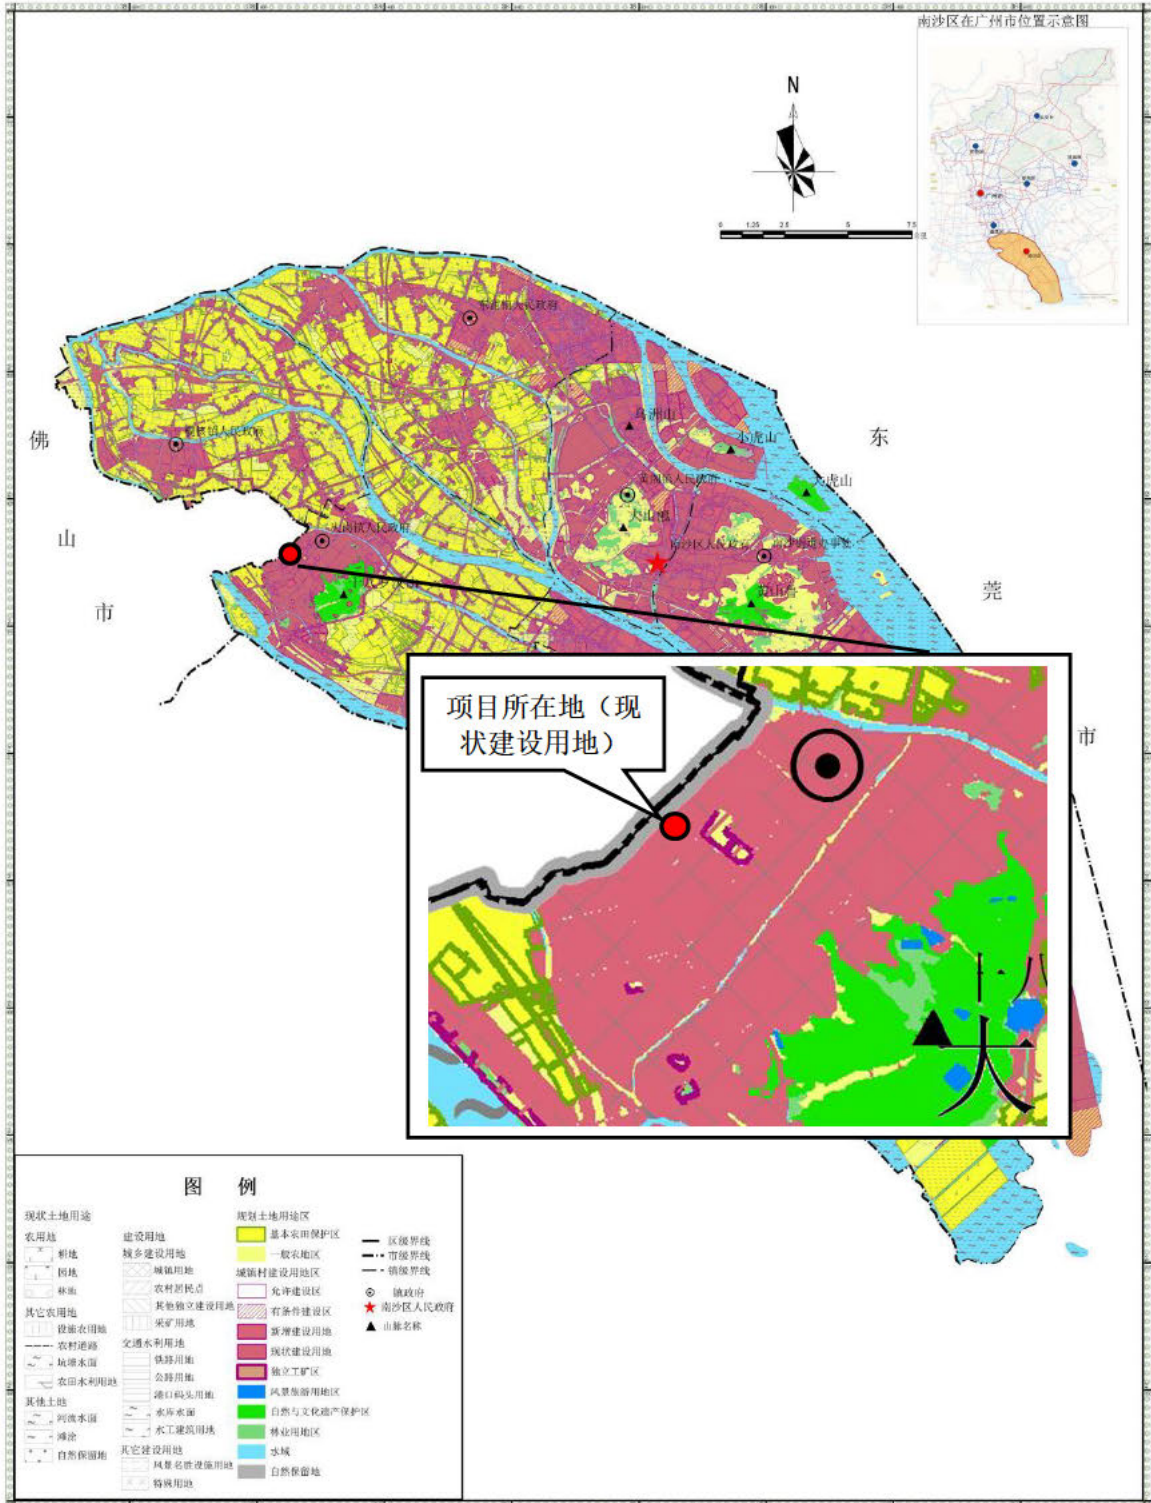 南沙区在广州市位置示意图
N
0 1.25 2.5 5 7.5
东涌镇人民政府
佛
东
乌洲山
小虎山
榄核镇人民政府
黄阁镇人民政府
大虎山
大山㘭
山
大岗镇人民政府
南沙区人民政府
南沙街道办事处
莞
十八罗汉山
黄山鲁
市
项目所在地（现
状建设用地）
市
大
图 例
现状土地用途
农用地
耕地
园地
林地
其它农用地
设施农用地
农村道路
坑塘水面
农田水利用地
其他土地
河流水面
滩涂
自然保留地
建设用地
城乡建设用地
城镇用地
农村居民点
其他独立建设用地
采矿用地
交通水利用地
铁路用地
公路用地
港口码头用地
水库水面
水工建筑用地
其它建设用地
风景名胜设施用地
特殊用地
规划土地用途区
基本农田保护区
一般农地区
城镇村建设用地区
允许建设区
有条件建设区
新增建设用地
现状建设用地
独立工矿区
风景旅游用地区
自然与文化遗产保护区
林业用地区
水域
自然保留地
区级界线
市级界线
镇级界线
镇政府
南沙区人民政府
山脉名称